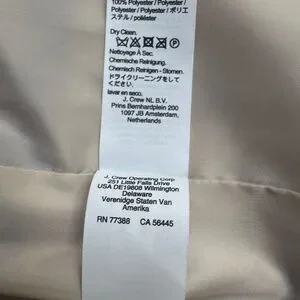 100% Polyester / Polyester
Polyester / Polyester / ポリエ
ステル / poliéster
Dry Clean.
Nettoyage À Sec.
Chemische Reinigung.
Chemisch Reinigen - Stomen.
ドライクリーニングをしてく
ださい
lavar en seco.
J. Crew NL B.V.
Prins Bernhardplein 200
1097 JB Amsterdam,
Netherlands
J. Crew Operating Corp
251 Little Falls Drive
USA DE19808 Wilmington
Delaware
Verenidge Staten Van
Amerika
RN 77388 CA 56445